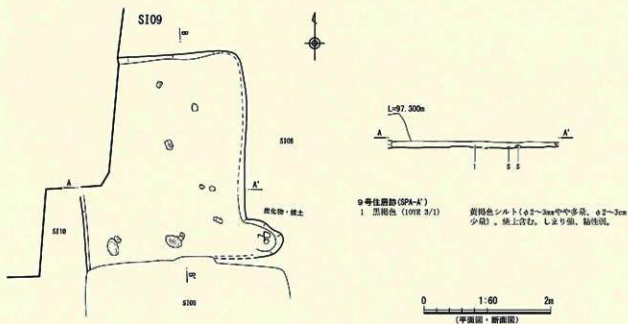 SI09
B
L=97.300m
A A'
SI08
1 S S
A A'
9号住居跡(SPA-A')
1 黒褐色 (10YR 3/1) 黄褐色シルト(φ2〜3mmやや多量、φ2〜3cm
少量)。焼土含む。しまり強、粘性弱。
炭化物・焼土
SI10
B'
SI05
0 1:60 2m
(平面図・断面図)